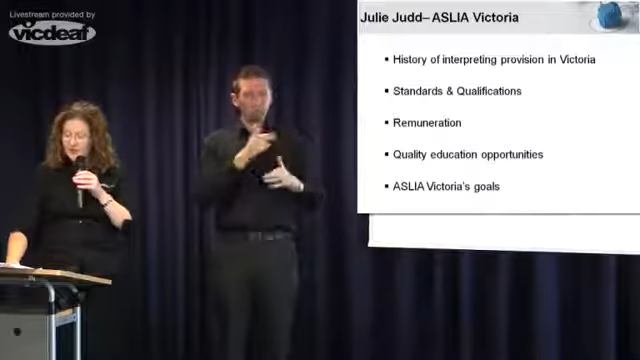 Livestream provided by
vicdeaf
Julie Judd– ASLIA Victoria
▪ History of interpreting provision in Victoria
▪ Standards & Qualifications
▪ Remuneration
▪ Quality education opportunities
▪ ASLIA Victoria's goals